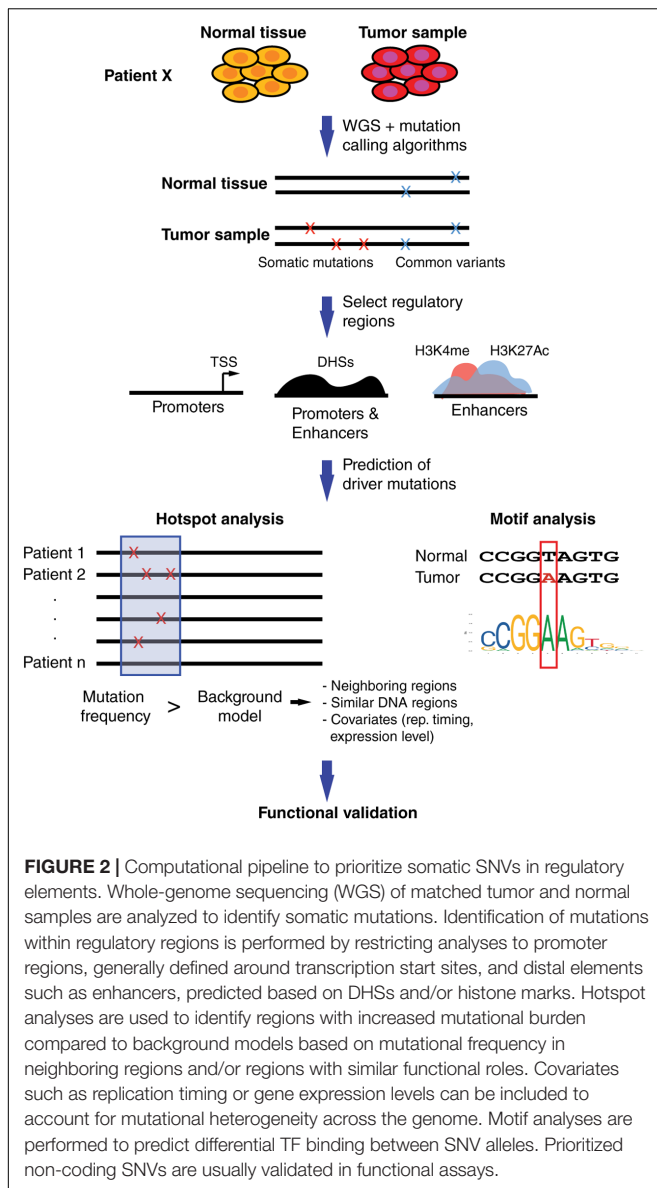 Normal tissue
Tumor sample
Patient X
WGS + mutation
calling algorithms
Normal tissue
X
X
Tumor sample
X
X
X X X
Somatic mutations
Common variants
Select regulatory
regions
TSS
Promoters
DHSs
Promoters &
Enhancers
H3K4me
H3K27Ac
Enhancers
Prediction of
driver mutations
Hotspot analysis
Patient 1
X
Patient 2
X X
.
.
X
.
X
Patient n
Mutation
frequency
>
Background
model
- Neighboring regions
- Similar DNA regions
- Covariates (rep. timing,
expression level)
Motif analysis
Normal CCGGTAGTG
Tumor CCGGAAGTG
CCGGAAGT
Functional validation
FIGURE 2 | Computational pipeline to prioritize somatic SNVs in regulatory
elements. Whole-genome sequencing (WGS) of matched tumor and normal
samples are analyzed to identify somatic mutations. Identification of mutations
within regulatory regions is performed by restricting analyses to promoter
regions, generally defined around transcription start sites, and distal elements
such as enhancers, predicted based on DHSs and/or histone marks. Hotspot
analyses are used to identify regions with increased mutational burden
compared to background models based on mutational frequency in
neighboring regions and/or regions with similar functional roles. Covariates
such as replication timing or gene expression levels can be included to
account for mutational heterogeneity across the genome. Motif analyses are
performed to predict differential TF binding between SNV alleles. Prioritized
non-coding SNVs are usually validated in functional assays.